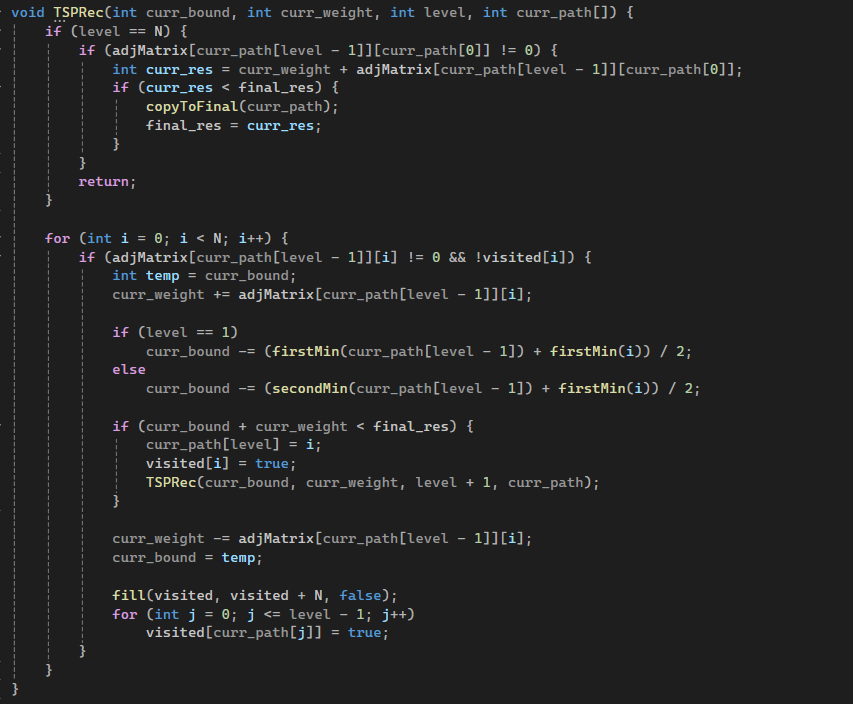 void TSPRec(int curr_bound, int curr_weight, int level, int curr_path[]) {
    if (level == N) {
        if (adjMatrix[curr_path[level - 1]][curr_path[0]] != 0) {
            int curr_res = curr_weight + adjMatrix[curr_path[level - 1]][curr_path[0]];
            if (curr_res < final_res) {
                copyToFinal(curr_path);
                final_res = curr_res;
            }
        }
        return;
    }

    for (int i = 0; i < N; i++) {
        if (adjMatrix[curr_path[level - 1]][i] != 0 && !visited[i]) {
            int temp = curr_bound;
            curr_weight += adjMatrix[curr_path[level - 1]][i];

            if (level == 1)
                curr_bound -= (firstMin(curr_path[level - 1]) + firstMin(i)) / 2;
            else
                curr_bound -= (secondMin(curr_path[level - 1]) + firstMin(i)) / 2;

            if (curr_bound + curr_weight < final_res) {
                curr_path[level] = i;
                visited[i] = true;
                TSPRec(curr_bound, curr_weight, level + 1, curr_path);
            }

            curr_weight -= adjMatrix[curr_path[level - 1]][i];
            curr_bound = temp;

            fill(visited, visited + N, false);
            for (int j = 0; j <= level - 1; j++)
                visited[curr_path[j]] = true;
        }
    }
}